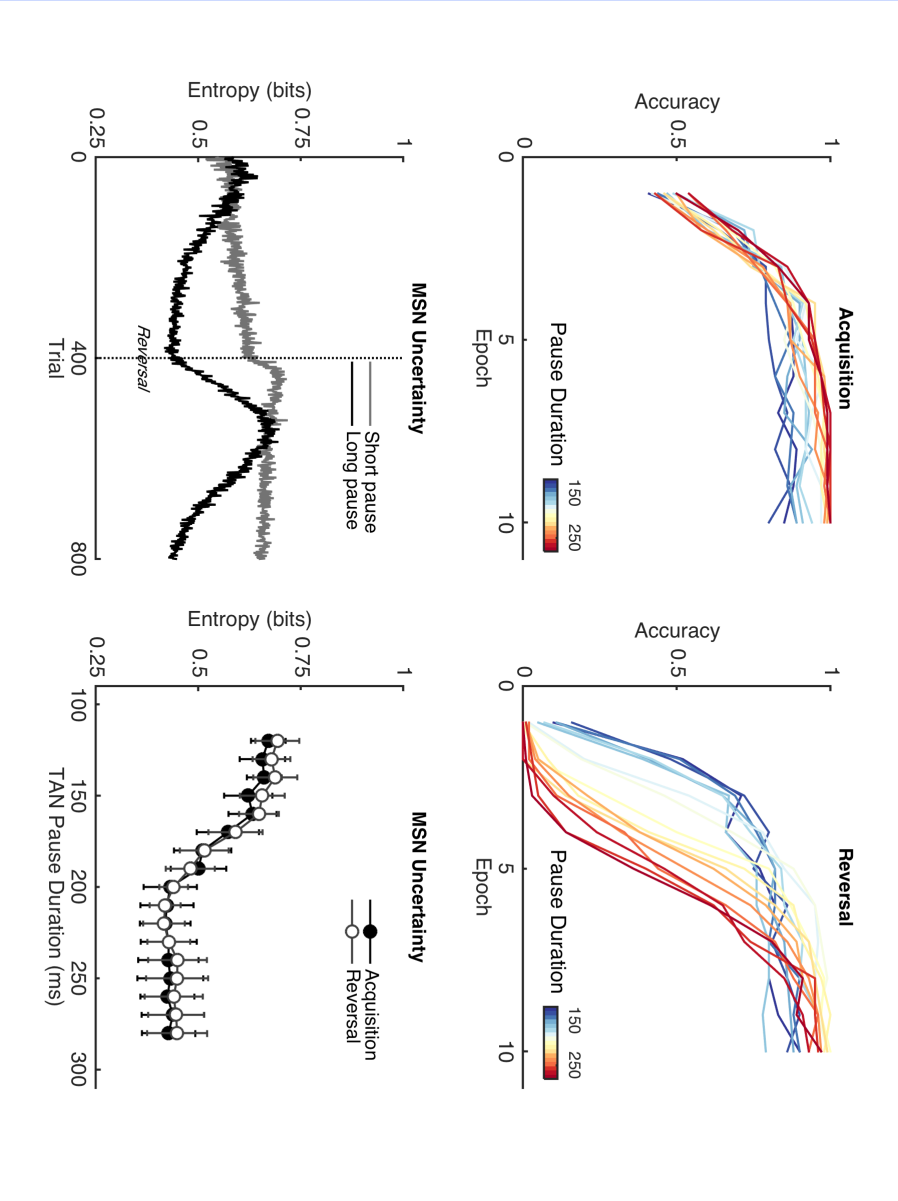 Acquisition
Accuracy
1
0.5
0
0
5
10
Epoch
Pause Duration
150
250
Reversal
Accuracy
1
0.5
0
0
5
10
Epoch
Pause Duration
150
250
MSN Uncertainty
Entropy (bits)
1
0.75
0.5
0.25
0
400
800
Trial
Short pause
Long pause
Reversal
MSN Uncertainty
Entropy (bits)
1
0.75
0.5
0.25
100
150
200
250
300
TAN Pause Duration (ms)
Acquisition
Reversal